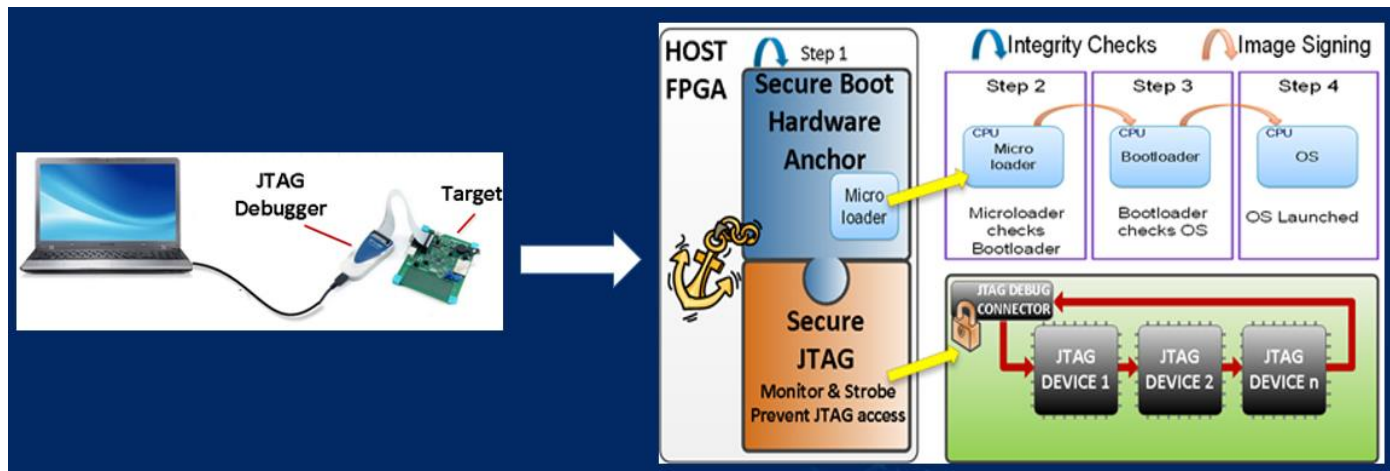 JTAG
Debugger
Target
HOST
FPGA
Step 1
Secure Boot
Hardware
Anchor
Micro
loader
Secure
JTAG
Monitor & Strobe
Prevent JTAG access
Integrity Checks
Image Signing
Step 2
Step 3
Step 4
CPU
Micro
loader
CPU
Bootloader
CPU
OS
Microloader
checks
Bootloader
Bootloader
checks OS
OS Launched
JTAG DEBUG
CONNECTOR
JTAG
DEVICE 1
JTAG
DEVICE 2
JTAG
DEVICE n